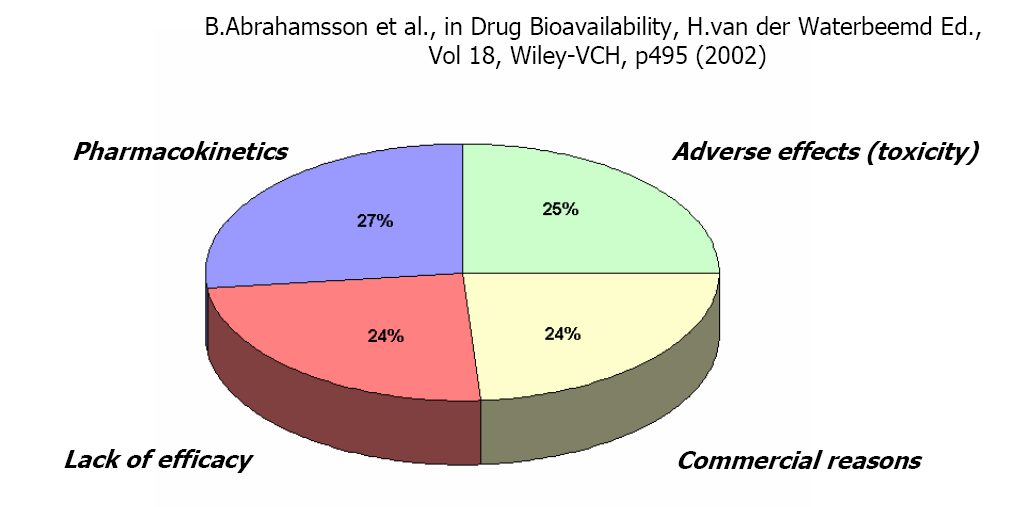 B.Abrahamsson et al., in Drug Bioavailability, H.van der Waterbeemd Ed.,
Vol 18, Wiley-VCH, p495 (2002)
Pharmacokinetics
Adverse effects (toxicity)
27%
25%
24%
24%
Lack of efficacy
Commercial reasons